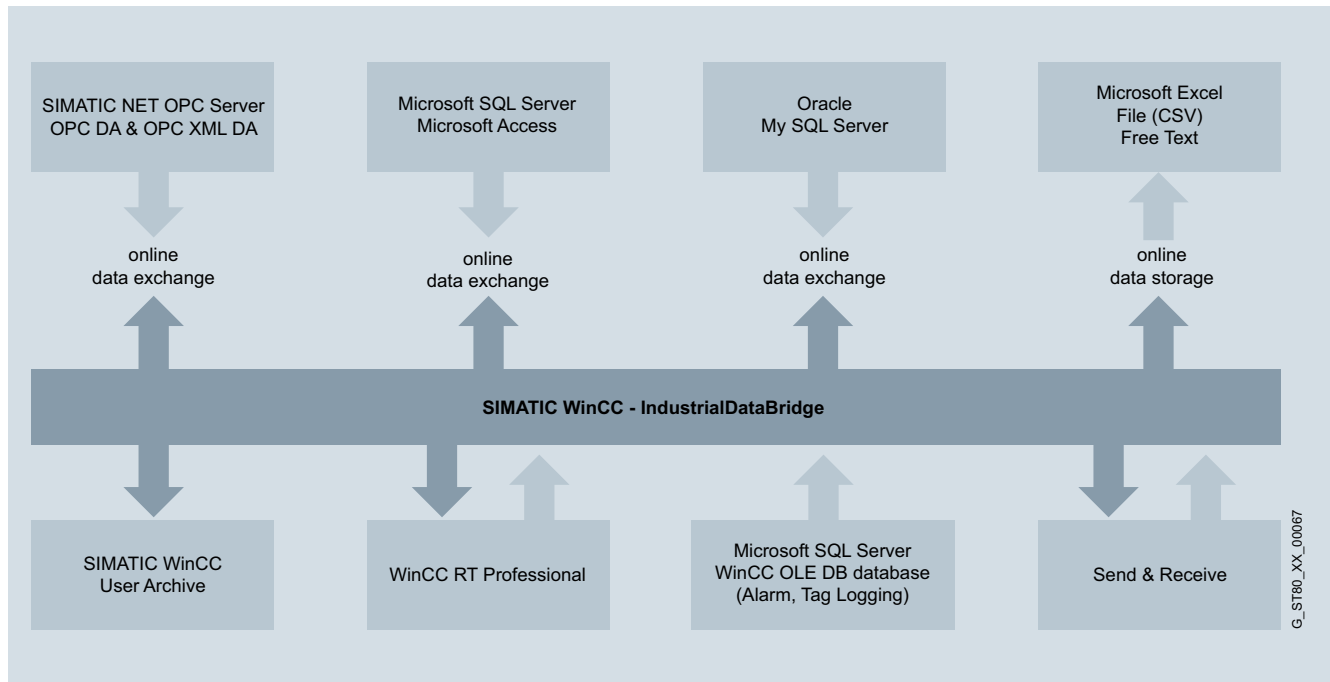 SIMATIC NET OPC Server
OPC DA & OPC XML DA
Microsoft SQL Server
Microsoft Access
Oracle
My SQL Server
Microsoft Excel
File (CSV)
Free Text
online
data exchange
online
data exchange
online
data exchange
online
data storage
SIMATIC WinCC - IndustrialDataBridge
SIMATIC WinCC
User Archive
WinCC RT Professional
Microsoft SQL Server
WinCC OLE DB database
(Alarm, Tag Logging)
Send & Receive
G_ST80_XX_00067